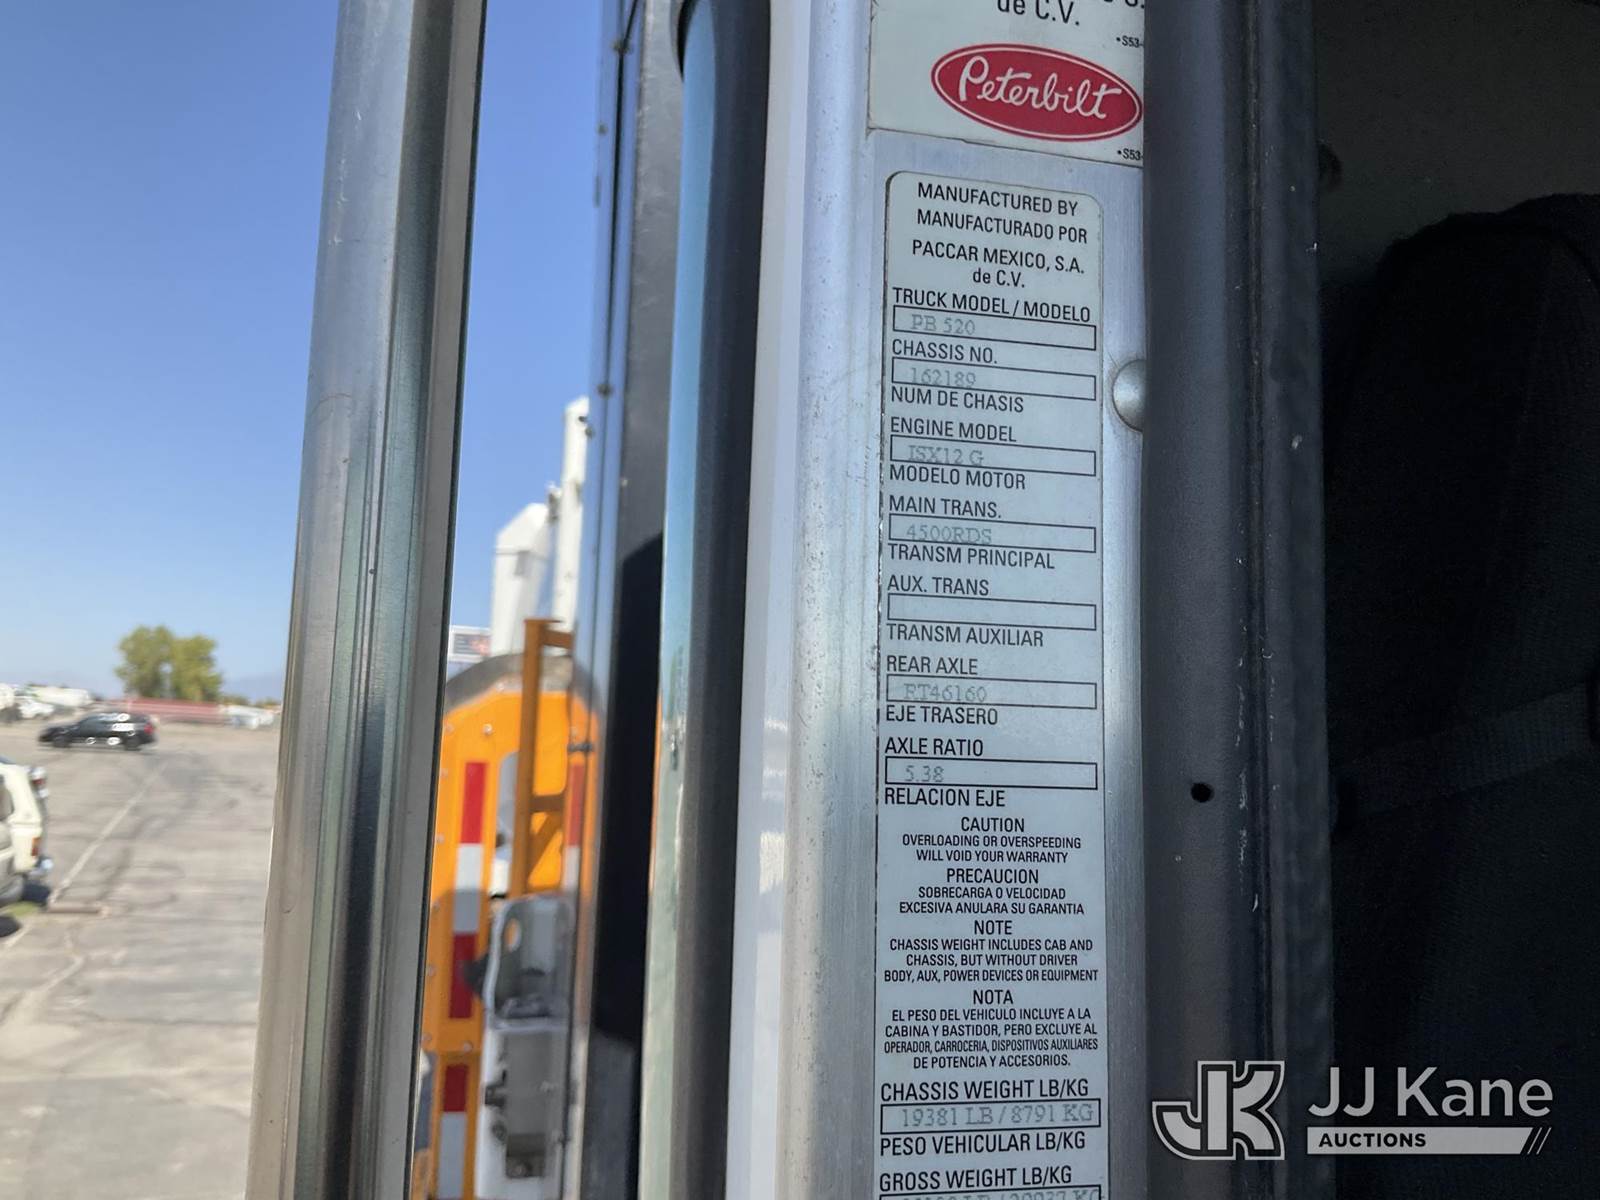 de C.V.
•S53-
Peterbilt
•S53-
MANUFACTURED BY
MANUFACTURADO POR
PACCAR MEXICO, S.A.
de C.V.
TRUCK MODEL / MODELO
PB 520
CHASSIS NO.
162189
NUM DE CHASIS
ENGINE MODEL
ISX12 G
MODELO MOTOR
MAIN TRANS.
4500RDS
TRANSM PRINCIPAL
AUX. TRANS
TRANSM AUXILIAR
REAR AXLE
RT46160
EJE TRASERO
AXLE RATIO
5.38
RELACION EJE
CAUTION
OVERLOADING OR OVERSPEEDING
WILL VOID YOUR WARRANTY
PRECAUCION
SOBRECARGA O VELOCIDAD
EXCESIVA ANULARA SU GARANTIA
NOTE
CHASSIS WEIGHT INCLUDES CAB AND
CHASSIS, BUT WITHOUT DRIVER
BODY, AUX, POWER DEVICES OR EQUIPMENT
NOTA
EL PESO DEL VEHICULO INCLUYE A LA
CABINA Y BASTIDOR, PERO EXCLUYE AL
OPERADOR, CARROCERIA, DISPOSITIVOS AUXILIARES
DE POTENCIA Y ACCESORIOS.
CHASSIS WEIGHT LB/KG
19381 LB / 8791 KG
PESO VEHICULAR LB/KG
GROSS WEIGHT LB/KG
JJ Kane
AUCTIONS